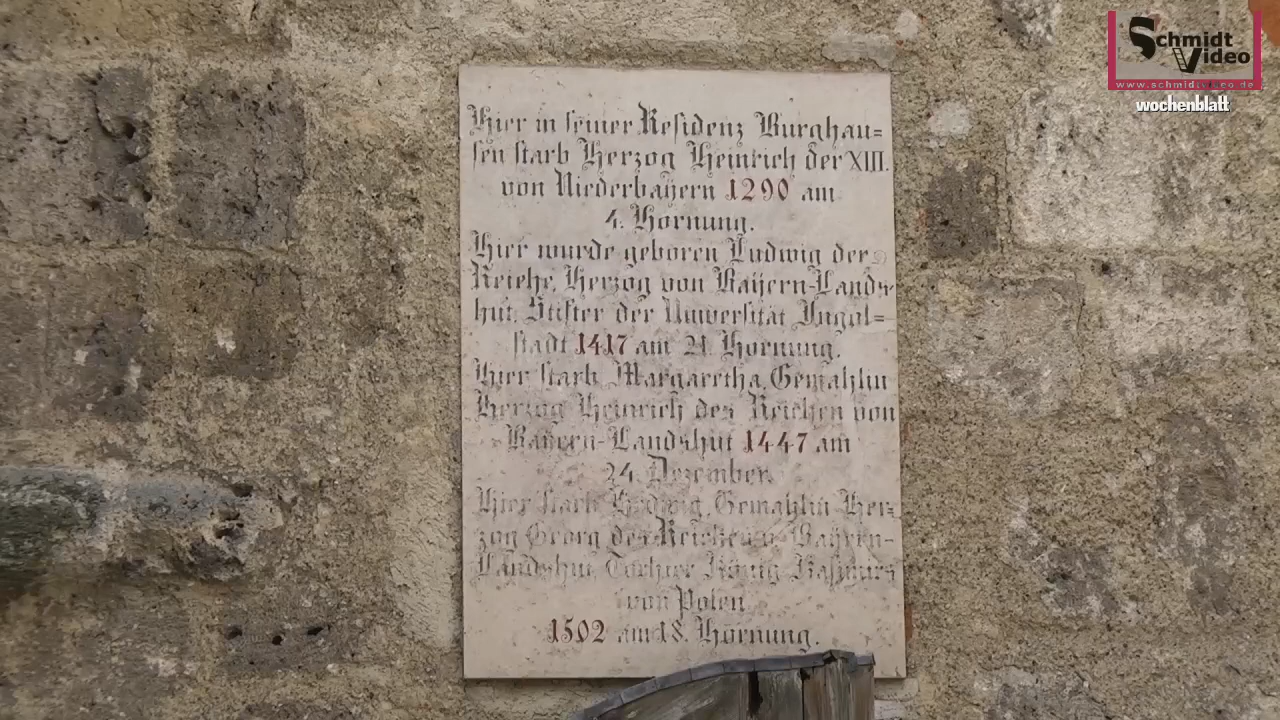 Schmidt
Video
www.schmidtvideo.de
wochenblatt
Hier in seiner Residenz Burghau=
sen starb Herzog Heinrich der XIII.
von Niederbayern 1290 am
4. Hornung.
Hier wurde geboren Ludwig der
Reiche, Herzog von Bayern-Lands-
hut, Stifter der Universität Ingol=
stadt 1417 am 21. Hornung.
Hier starb Margaretha, Gemahlin
Herzog Heinrich des Reichen von
Bayern-Landshut 1447 am
24. Dezember.
Hier starb Hedwig, Gemahlin Her=
zog Georg des Reichen v. Bayern-
Landshut, Tochter König Kasimirs
von Polen
1502 am 18. Hornung.